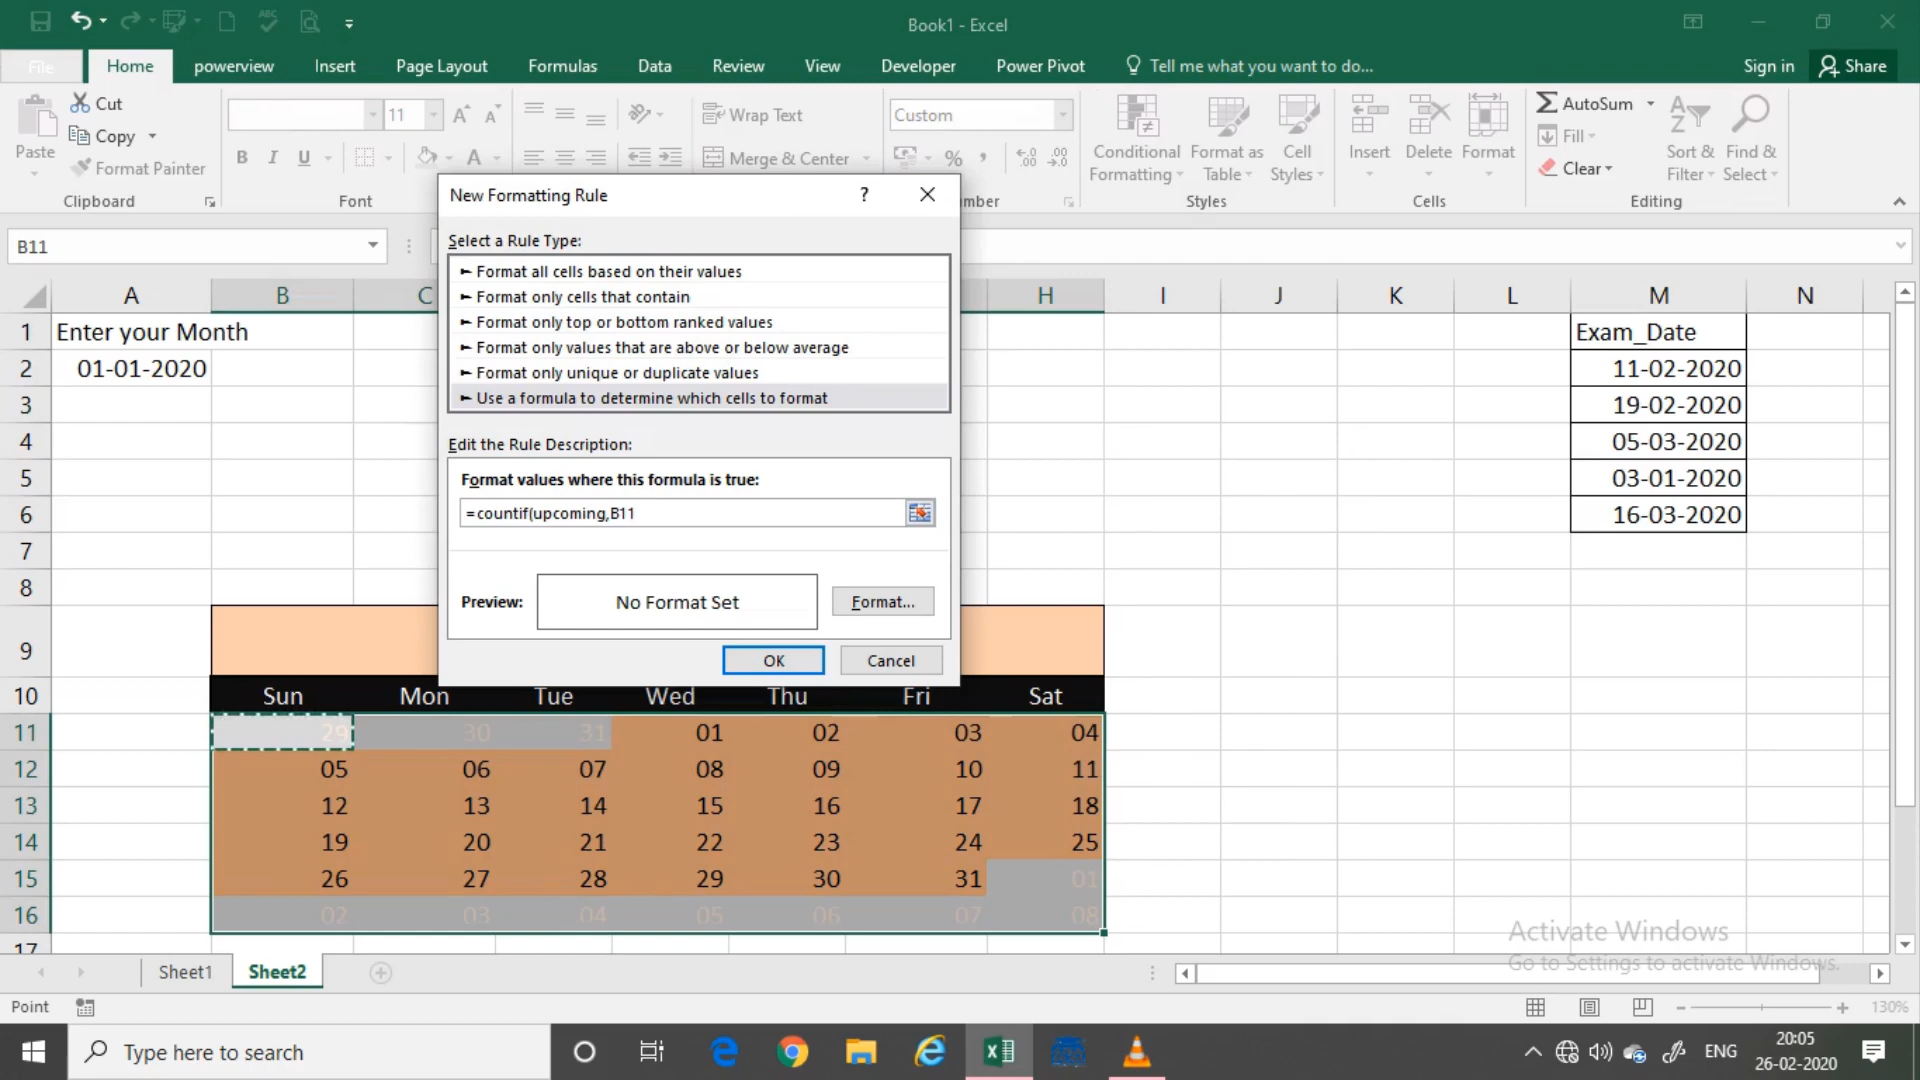 Book1 - Excel
File Home powerview Insert Page Layout Formulas Data Review View Developer Power Pivot Tell me what you want to do... Sign in Share
Paste
Cut
Copy
Format Painter
Clipboard
11
B I U
Font
Wrap Text
Merge & Center
Custom
%
mber
Conditional Formatting
Format as Table
Cell Styles
Styles
Insert Delete Format
Cells
AutoSum
Fill
Clear
Sort & Filter
Find & Select
Editing
B11
New Formatting Rule ?
Select a Rule Type:
► Format all cells based on their values
► Format only cells that contain
► Format only top or bottom ranked values
► Format only values that are above or below average
► Format only unique or duplicate values
► Use a formula to determine which cells to format
Edit the Rule Description:
Format values where this formula is true:
=countif(upcoming,B11
Preview: No Format Set Format...
OK Cancel
A B C H I J K L M N
1 Enter your Month Exam_Date
2 01-01-2020 11-02-2020
3 19-02-2020
4 05-03-2020
5 03-01-2020
6 16-03-2020
7
8
9
10 Sun Mon Tue Wed Thu Fri Sat
11 29 30 31 01 02 03 04
12 05 06 07 08 09 10 11
13 12 13 14 15 16 17 18
14 19 20 21 22 23 24 25
15 26 27 28 29 30 31 01
16 02 03 04 05 06 07 08
17
Activate Windows
Go to Settings to activate Windows.
Sheet1 Sheet2
Point 130%
Type here to search
ENG
20:05
26-02-2020